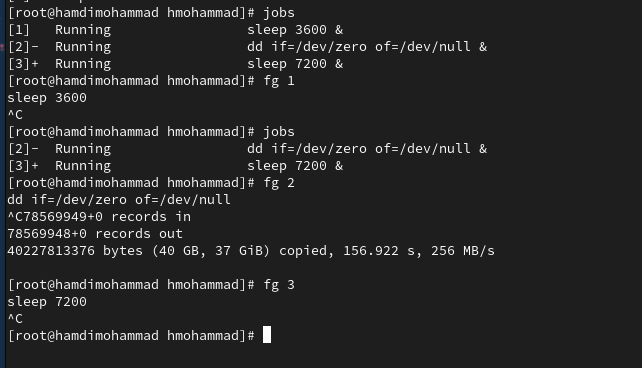 [root@hamdimohammad hmohammad]# jobs
[1]   Running                 sleep 3600 &
[2]-  Running                 dd if=/dev/zero of=/dev/null &
[3]+  Running                 sleep 7200 &
[root@hamdimohammad hmohammad]# fg 1
sleep 3600
^C
[root@hamdimohammad hmohammad]# jobs
[2]-  Running                 dd if=/dev/zero of=/dev/null &
[3]+  Running                 sleep 7200 &
[root@hamdimohammad hmohammad]# fg 2
dd if=/dev/zero of=/dev/null
^C78569949+0 records in
78569948+0 records out
40227813376 bytes (40 GB, 37 GiB) copied, 156.922 s, 256 MB/s

[root@hamdimohammad hmohammad]# fg 3
sleep 7200
^C
[root@hamdimohammad hmohammad]#